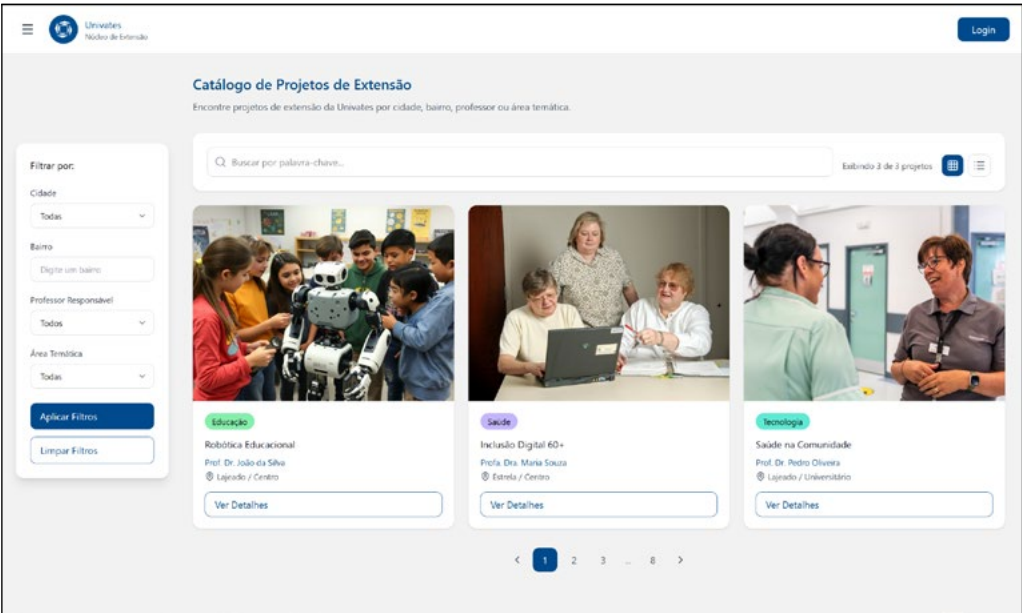 Univates
Núcleo de Extensão
Login
Catálogo de Projetos de Extensão
Encontre projetos de extensão da Univates por cidade, bairro, professor ou área temática.
Filtrar por:
Cidade
Todas
Bairro
Digite um bairro
Professor Responsável
Todos
Área Temática
Todas
Aplicar Filtros
Limpar Filtros
Buscar por palavra-chave...
Exibindo 3 de 3 projetos
Educação
Robótica Educacional
Prof. Dr. João da Silva
Lajeado / Centro
Ver Detalhes
Saúde
Inclusão Digital 60+
Profa. Dra. Maria Souza
Estrela / Centro
Ver Detalhes
Tecnologia
Saúde na Comunidade
Prof. Dr. Pedro Oliveira
Lajeado / Universitário
Ver Detalhes
1 2 3 ... 8